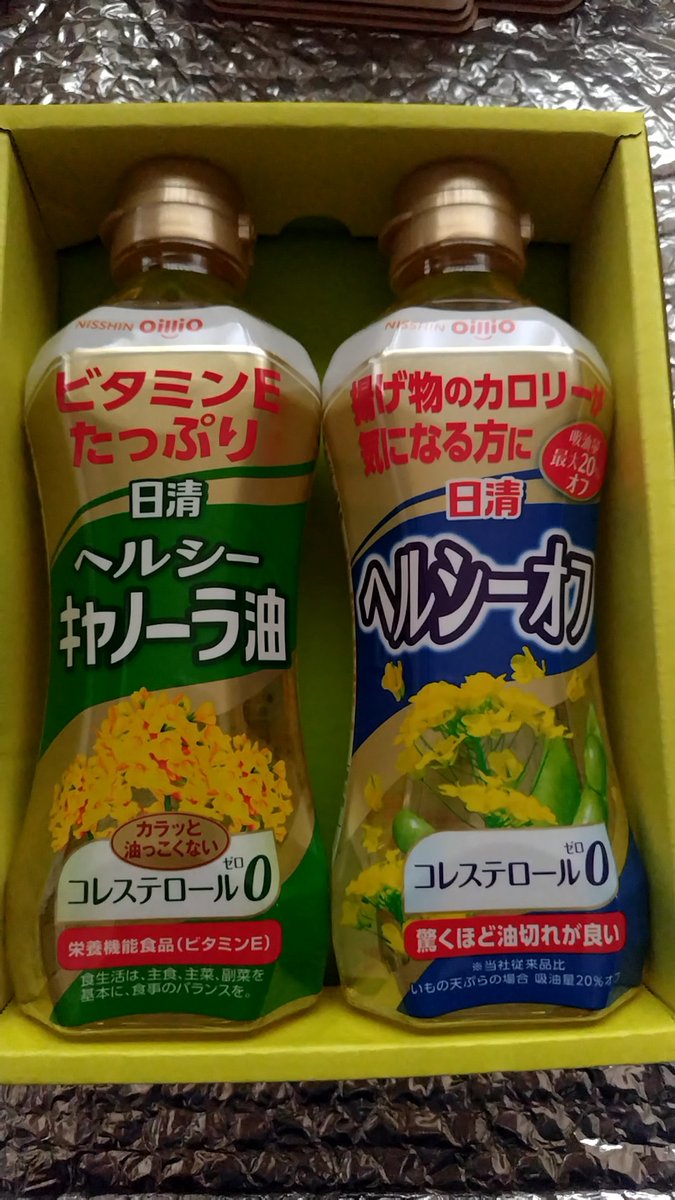 NISSHIN OilliO
ビタミンE
たっぷり
日清
ヘルシー
キャノーラ油
カラッと
油っこくない
ゼロ
コレステロール0
栄養機能食品(ビタミンE)
食生活は、主食、主菜、副菜を
基本に、食事のバランスを。
NISSHIN OilliO
揚げ物のカロリーが
気になる方に
吸油量
最大20%
オフ
日清
ヘルシーオフ
ゼロ
コレステロール0
驚くほど油切れが良い
※当社従来品比
いもの天ぷらの場合 吸油量20%オフ